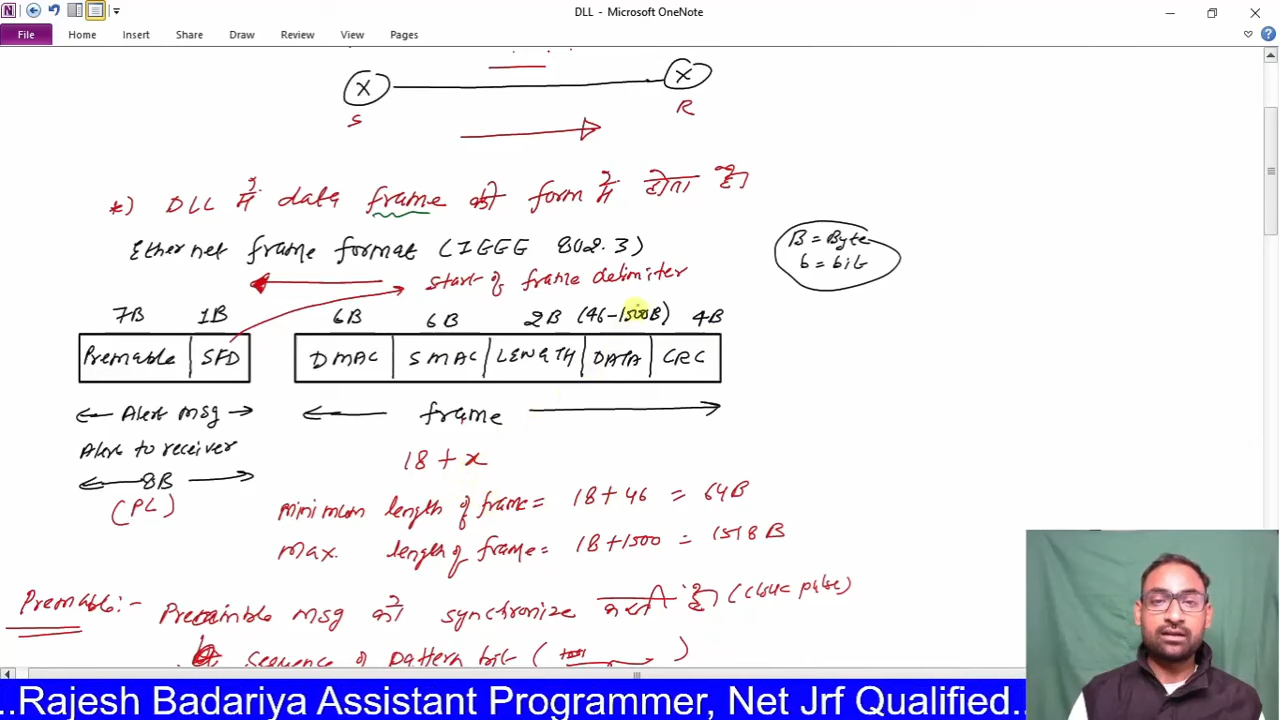 DLL - Microsoft OneNote
File Home Insert Share Draw Review View Pages
X X
S R
*) DLL में data frame की form में होता है
Ethernet frame format (IEEE 802.3)
B = Byte
b = bit
start of frame delimiter
7B 1B 6B 6B 2B (46-1500B) 4B
Premable SFD DMAC SMAC LENGTH DATA CRC
Alert msg frame
Alert to receiver
8B
(PL)
18 + x
minimum length of frame = 18 + 46 = 64B
max. length of frame = 18 + 1500 = 1518 B
Premable :- msg को synchronize करता है (clock pulse)
sequence of pattern bit ( )
..Rajesh Badariya Assistant Programmer, Net Jrf Qualified..